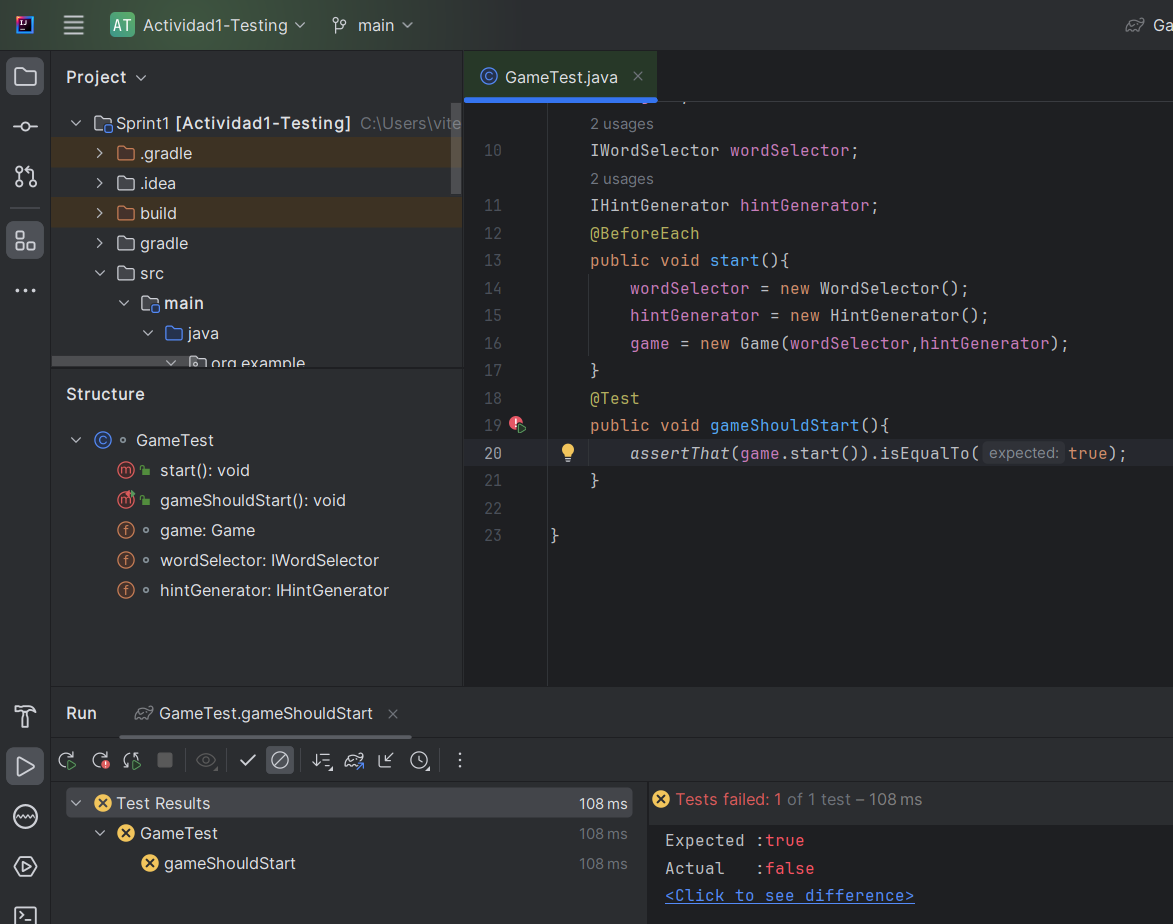 AT Actividad1-Testing main Ga
Project
Sprint1 [Actividad1-Testing] C:\Users\vite
.gradle
.idea
build
gradle
src
main
java
org.example
Structure
C GameTest
m start(): void
m gameShouldStart(): void
f game: Game
f wordSelector: IWordSelector
f hintGenerator: IHintGenerator
C GameTest.java
2 usages
10 IWordSelector wordSelector;
2 usages
11 IHintGenerator hintGenerator;
12 @BeforeEach
13 public void start(){
14 wordSelector = new WordSelector();
15 hintGenerator = new HintGenerator();
16 game = new Game(wordSelector,hintGenerator);
17 }
18 @Test
19 public void gameShouldStart(){
20 assertThat(game.start()).isEqualTo( expected: true);
21 }
22
23 }
Run GameTest.gameShouldStart
Test Results 108 ms
GameTest 108 ms
gameShouldStart 108 ms
Tests failed: 1 of 1 test – 108 ms
Expected :true
Actual :false
<Click to see difference>